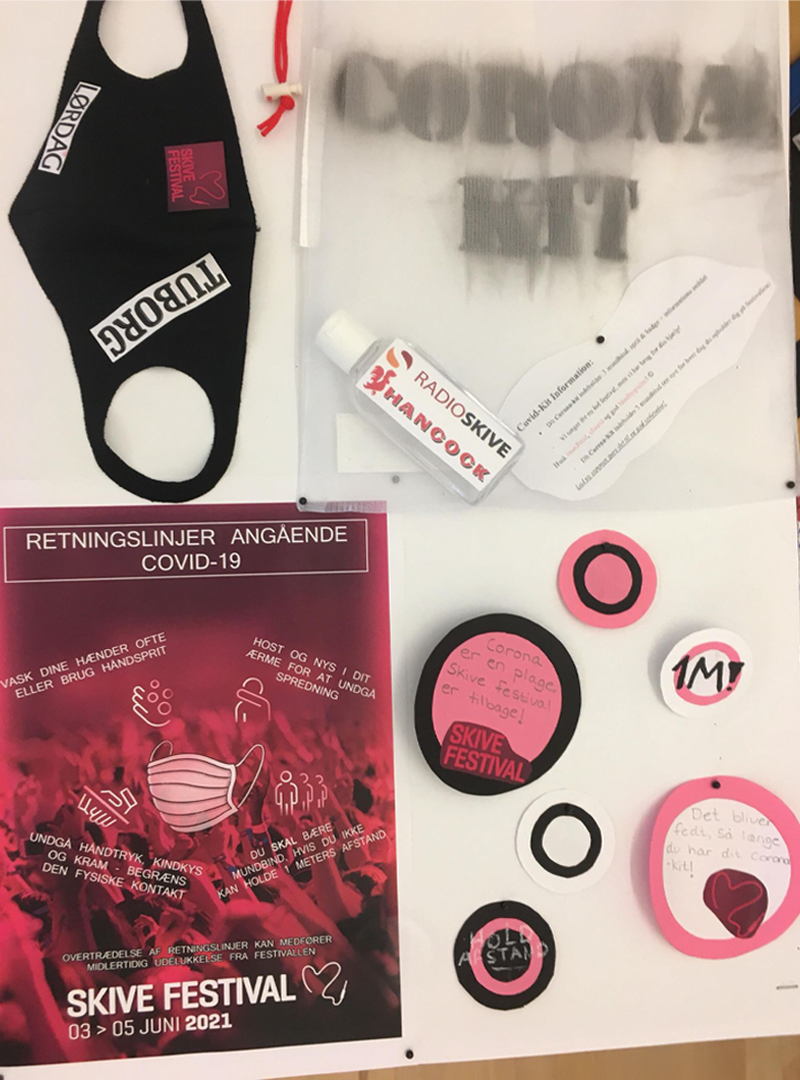 LØRDAG
SKIVE
FESTIVAL
TUBORG
CORONA
KIT
RADIOSKIVE
HANCOCK
Covid-Kit Information:
RETNINGSLINJER ANGÅENDE
COVID-19
VASK DINE HÆNDER OFTE
ELLER BRUG HÅNDSPRIT
HOST OG NYS I DIT
ÆRME FOR AT UNDGÅ
SPREDNING
UNDGÅ HÅNDTRYK, KINDKYS
OG KRAM - BEGRÆNS
DEN FYSISKE KONTAKT
DU SKAL BÆRE
MUNDBIND, HVIS DU IKKE
KAN HOLDE 1 METERS AFSTAND
OVERTRÆDELSE AF RETNINGSLINJER KAN MEDFØRER
MIDLERTIDIG UDELUKKELSE FRA FESTIVALLEN
SKIVE FESTIVAL
03 > 05 JUNI 2021
Corona
er en plage,
Skive festival
er tilbage!
SKIVE
FESTIVAL
1M!
Det bliver
fedt, så længe
du har dit Corona
-kit!
HOLD
AFSTAND